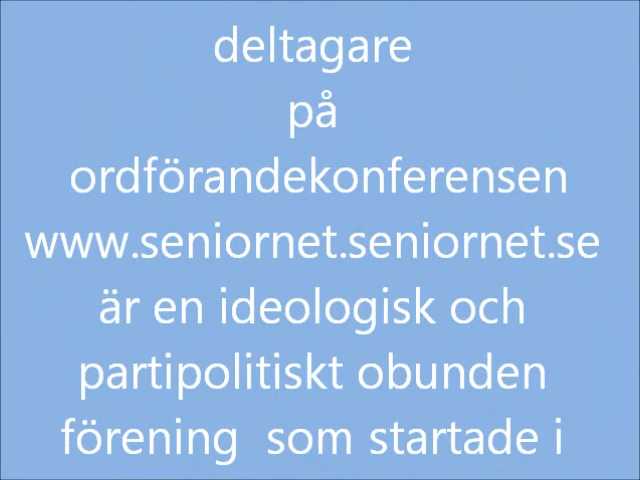 deltagare
på
ordförandekonferensen
www.seniornet.seniornet.se
är en ideologisk och
partipolitiskt obunden
förening  som startade i